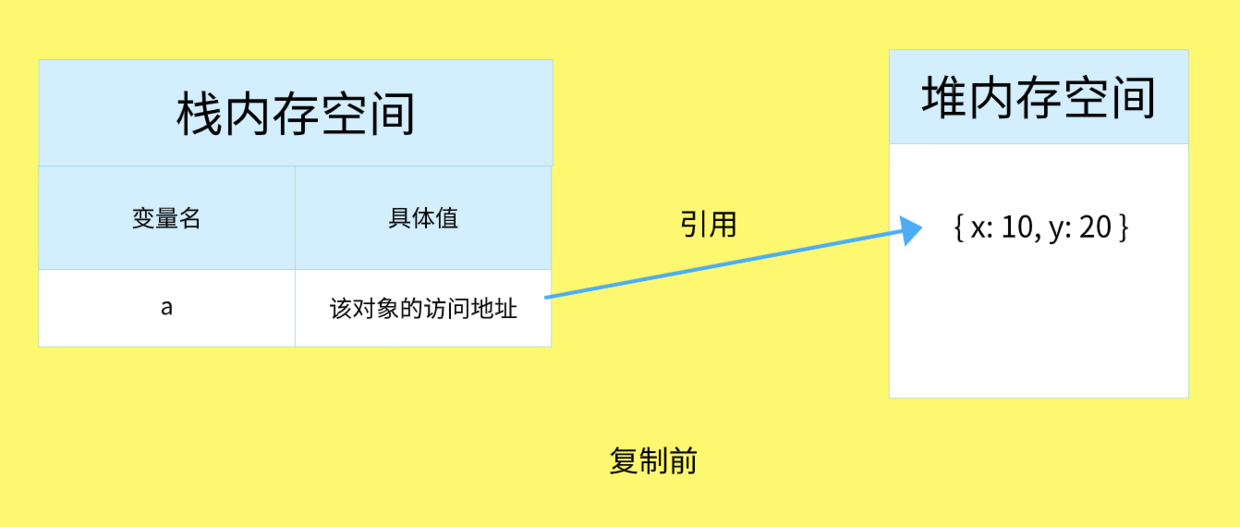 栈内存空间
堆内存空间
变量名
具体值
引用
{ x: 10, y: 20 }
a
该对象的访问地址
复制前